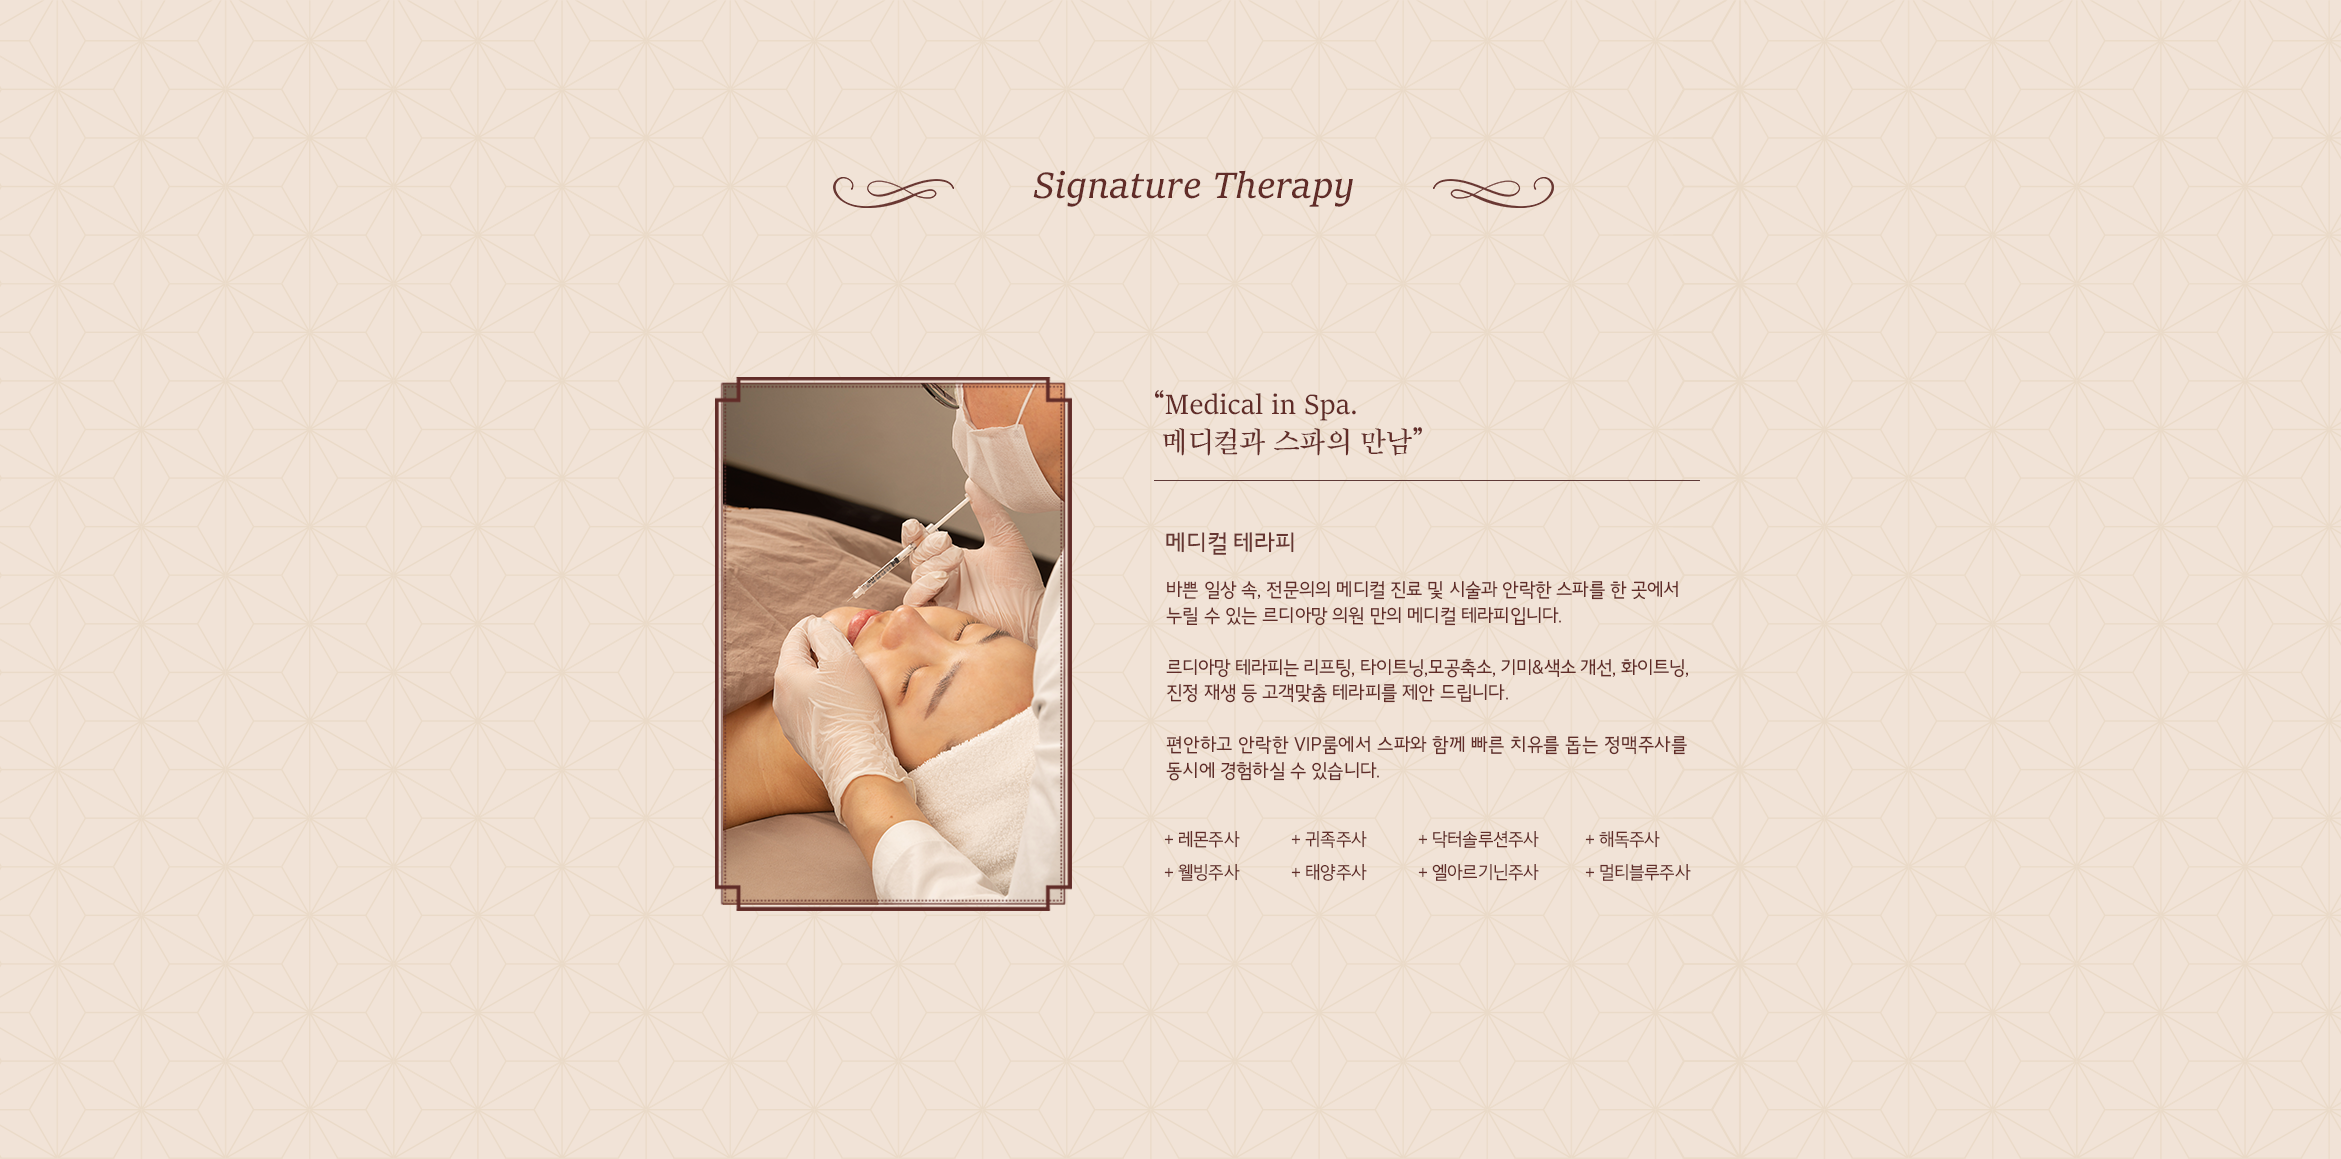 Signature Therapy
“Medical in Spa.
메디컬과 스파의 만남”
메디컬 테라피
바쁜 일상 속, 전문의의 메디컬 진료 및 시술과 안락한 스파를 한 곳에서
누릴 수 있는 르디아망 의원 만의 메디컬 테라피입니다.
르디아망 테라피는 리프팅, 타이트닝,모공축소, 기미&색소 개선, 화이트닝,
진정 재생 등 고객맞춤 테라피를 제안 드립니다.
편안하고 안락한 VIP룸에서 스파와 함께 빠른 치유를 돕는 정맥주사를
동시에 경험하실 수 있습니다.
+ 레몬주사 + 귀족주사 + 닥터솔루션주사 + 해독주사
+ 웰빙주사 + 태양주사 + 엘아르기닌주사 + 멀티블루주사